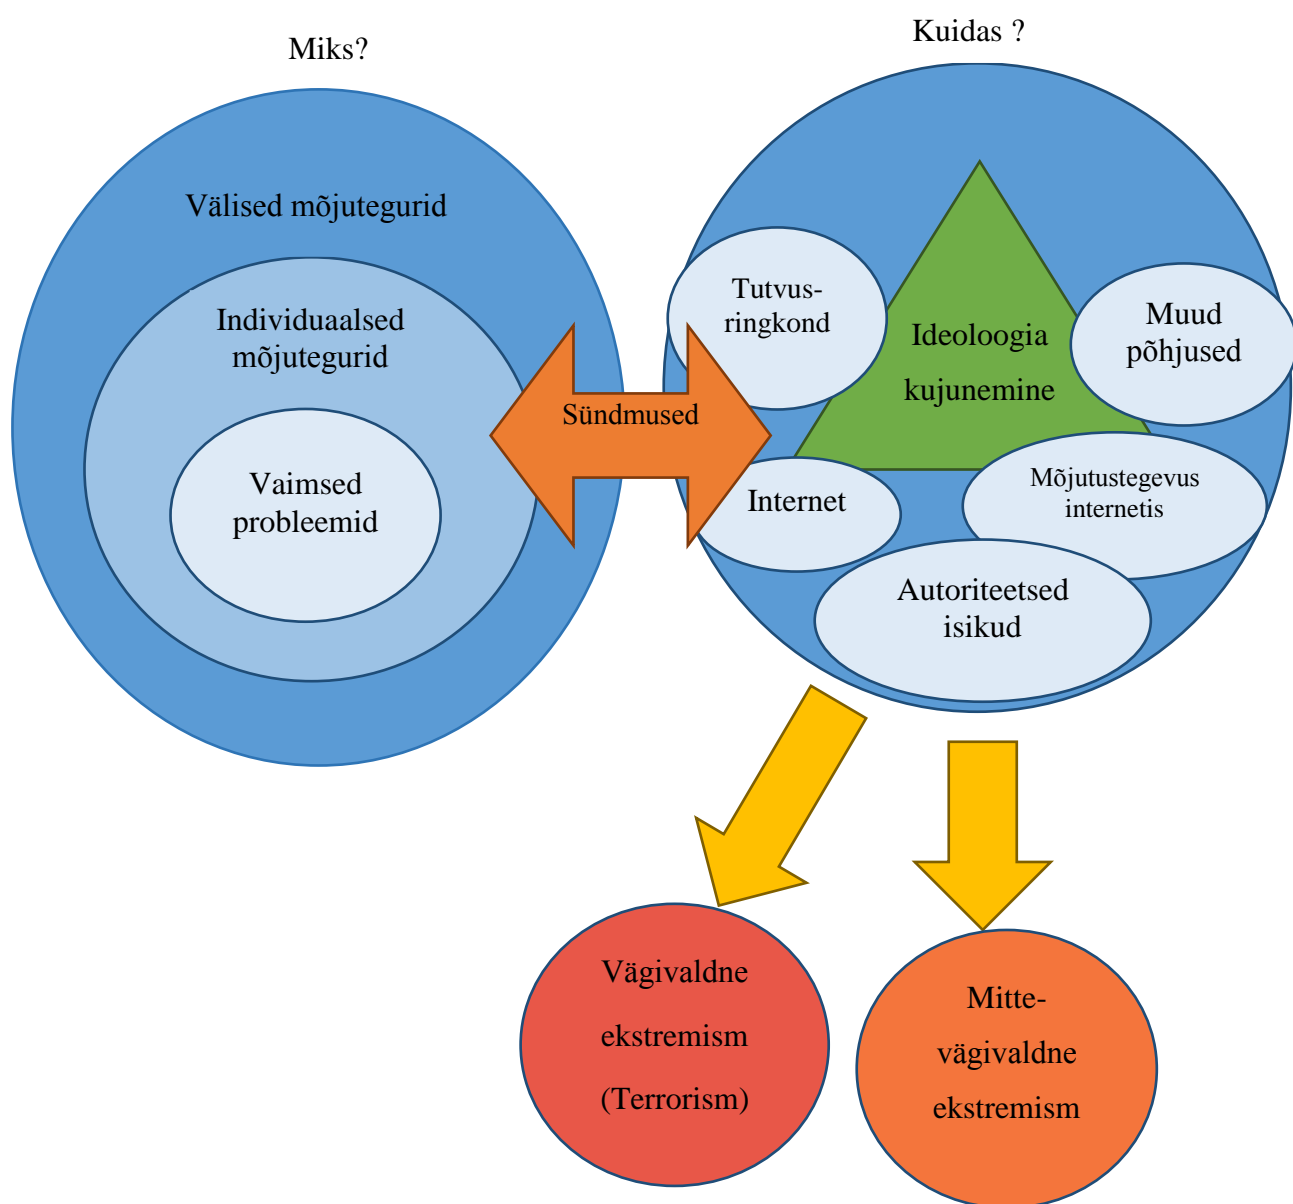 Miks?
Kuidas ?
Välised mõjutegurid
Individuaalsed
mõjutegurid
Vaimsed
probleemid
Sündmused
Tutvus-
ringkond
Ideoloogia
kujunemine
Muud
põhjused
Internet
Mõjutustegevus
internetis
Autoriteetsed
isikud
Vägivaldne
ekstremism
(Terrorism)
Mitte-
vägivaldne
ekstremism